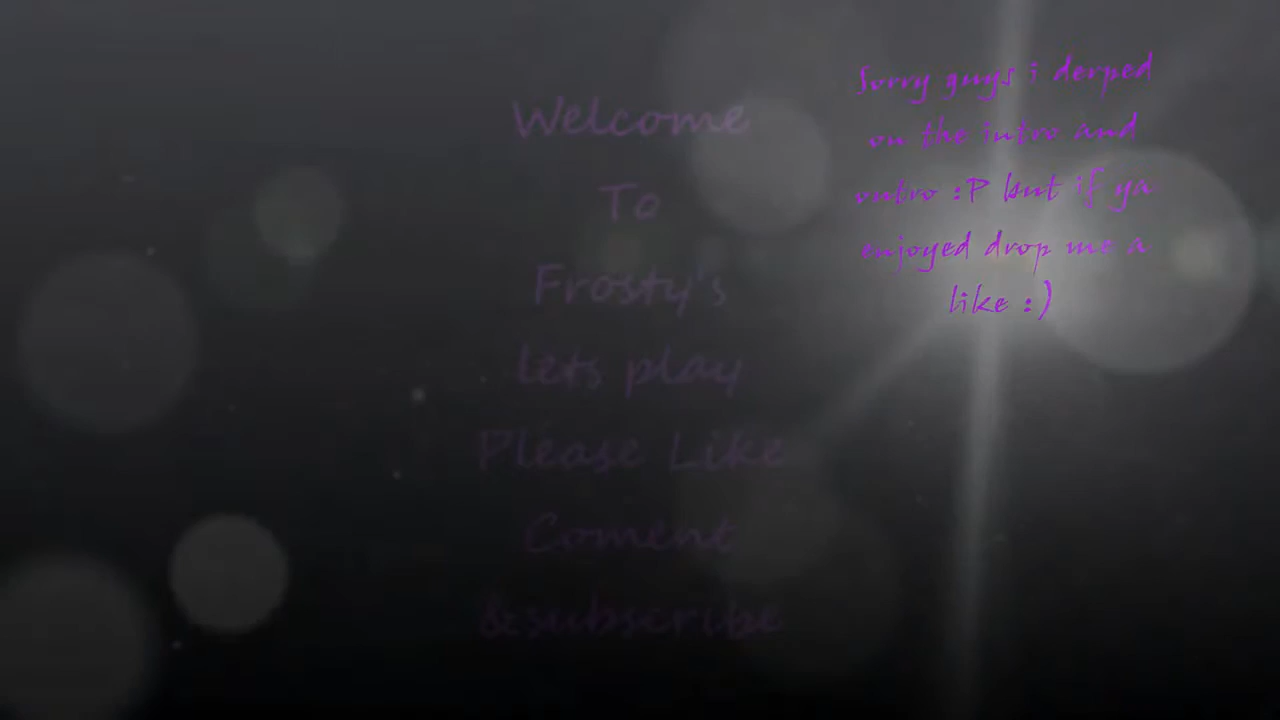 Welcome
To
Frosty's
Lets play
Please Like
Coment
&subscribe
Sorry guys i derped
on the intro and
outro :P but if ya
enjoyed drop me a
like :)